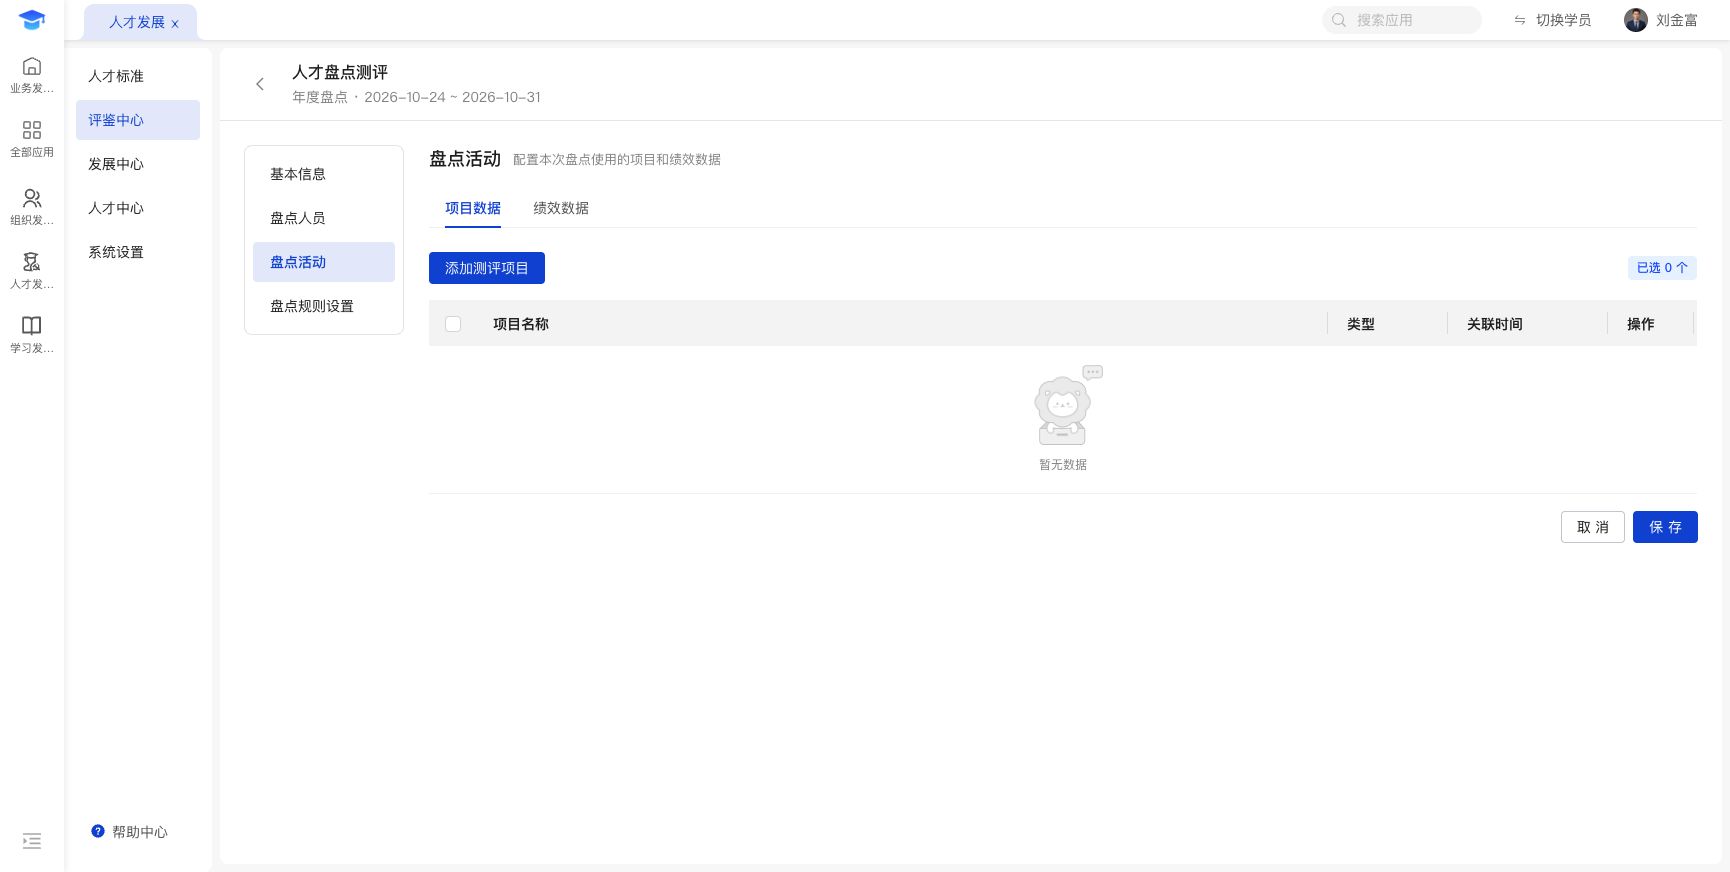 人才发展 x
搜索应用
切换学员
刘金富
业务发...
全部应用
组织发...
人才发...
学习发...
人才标准
评鉴中心
发展中心
人才中心
系统设置
帮助中心
人才盘点测评
年度盘点 · 2026-10-24 ~ 2026-10-31
基本信息
盘点人员
盘点活动
盘点规则设置
盘点活动 配置本次盘点使用的项目和绩效数据
项目数据 绩效数据
添加测评项目
已选 0 个
项目名称 类型 关联时间 操作
暂无数据
取 消 保 存